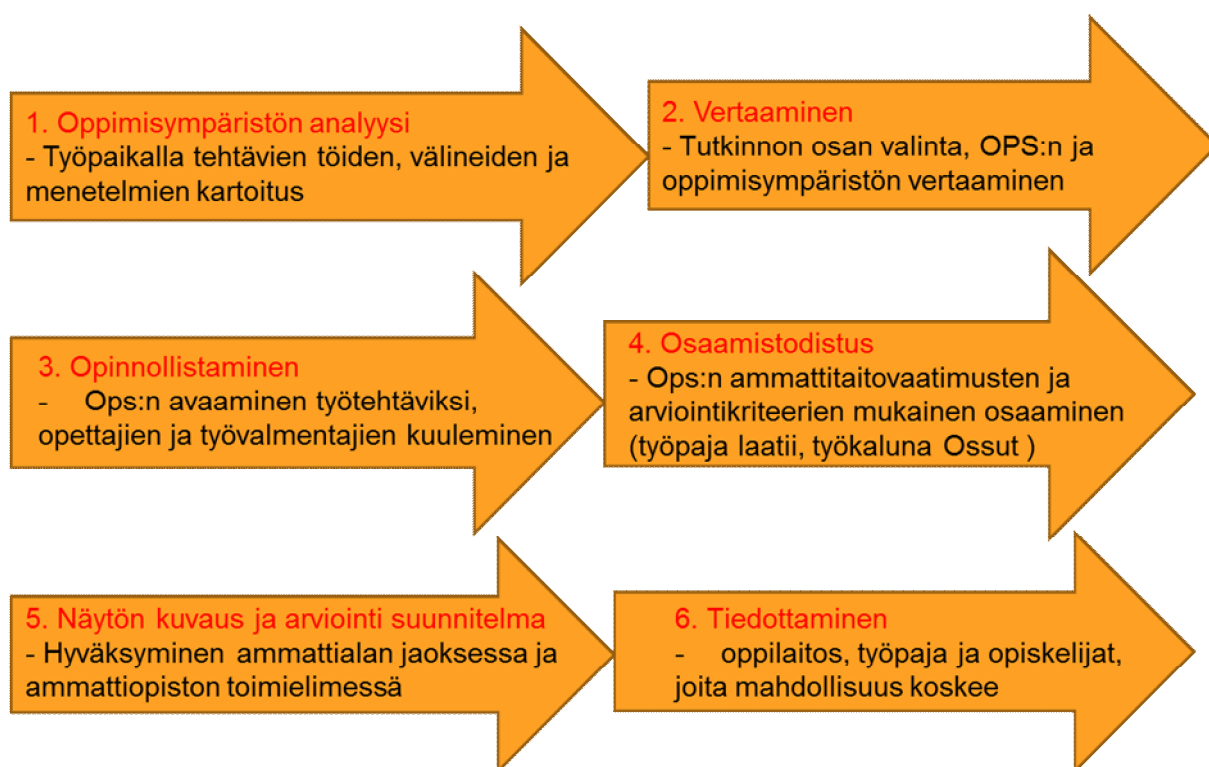 1. Oppimisympäristön analyysi
- Työpaikalla tehtävien töiden, välineiden ja
menetelmien kartoitus
2. Vertaaminen
- Tutkinnon osan valinta, OPS:n ja
oppimisympäristön vertaaminen
3. Opinnollistaminen
- Ops:n avaaminen työtehtäviksi,
opettajien ja työvalmentajien kuuleminen
4. Osaamistodistus
- Ops:n ammattitaitovaatimusten ja
arviointikriteerien mukainen osaaminen
(työpaja laatii, työkaluna Ossut )
5. Näytön kuvaus ja arviointi suunnitelma
- Hyväksyminen ammattialan jaoksessa ja
ammattiopiston toimielimessä
6. Tiedottaminen
- oppilaitos, työpaja ja opiskelijat,
joita mahdollisuus koskee